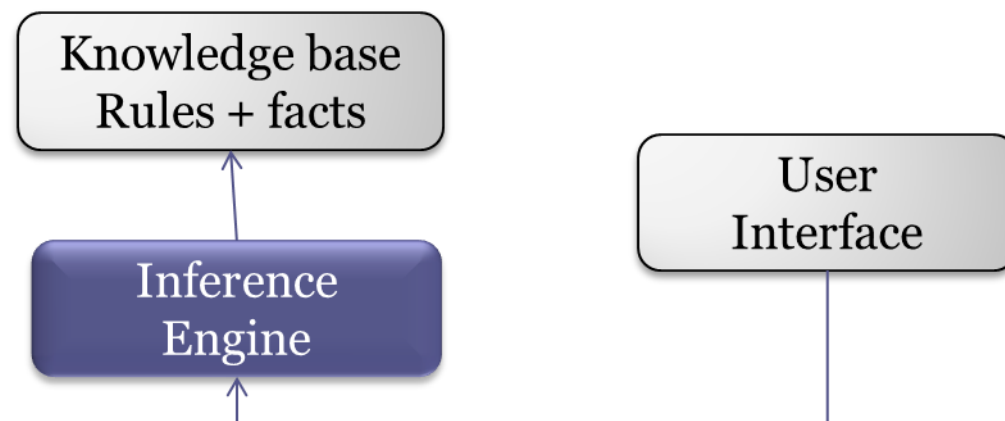 Knowledge base
Rules + facts
User
Interface
Inference
Engine